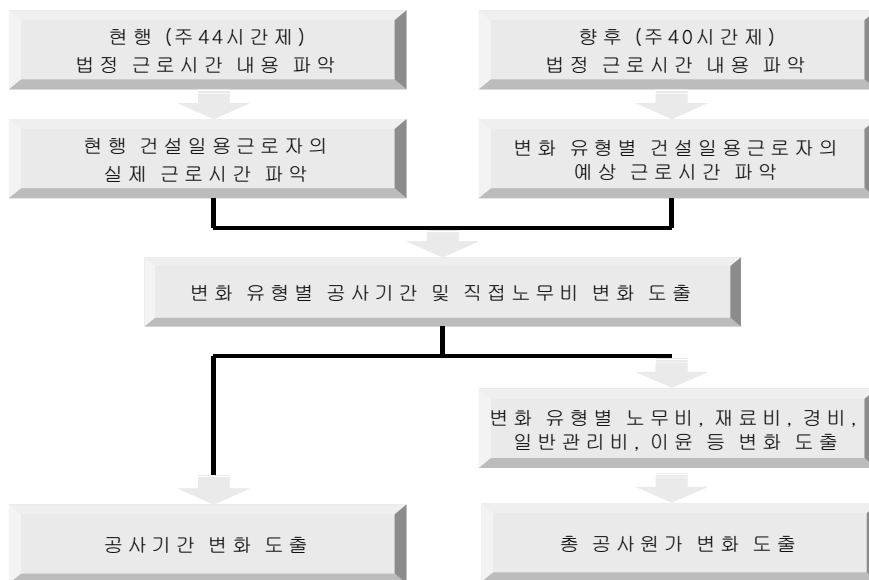 현행 (주44시간제)
법정 근로시간 내용 파악
향후 (주40시간제)
법정 근로시간 내용 파악
현행 건설일용근로자의
실제 근로시간 파악
변화 유형별 건설일용근로자의
예상 근로시간 파악
변화 유형별 공사기간 및 직접노무비 변화 도출
변화 유형별 노무비, 재료비, 경비,
일반관리비, 이윤 등 변화 도출
공사기간 변화 도출
총 공사원가 변화 도출